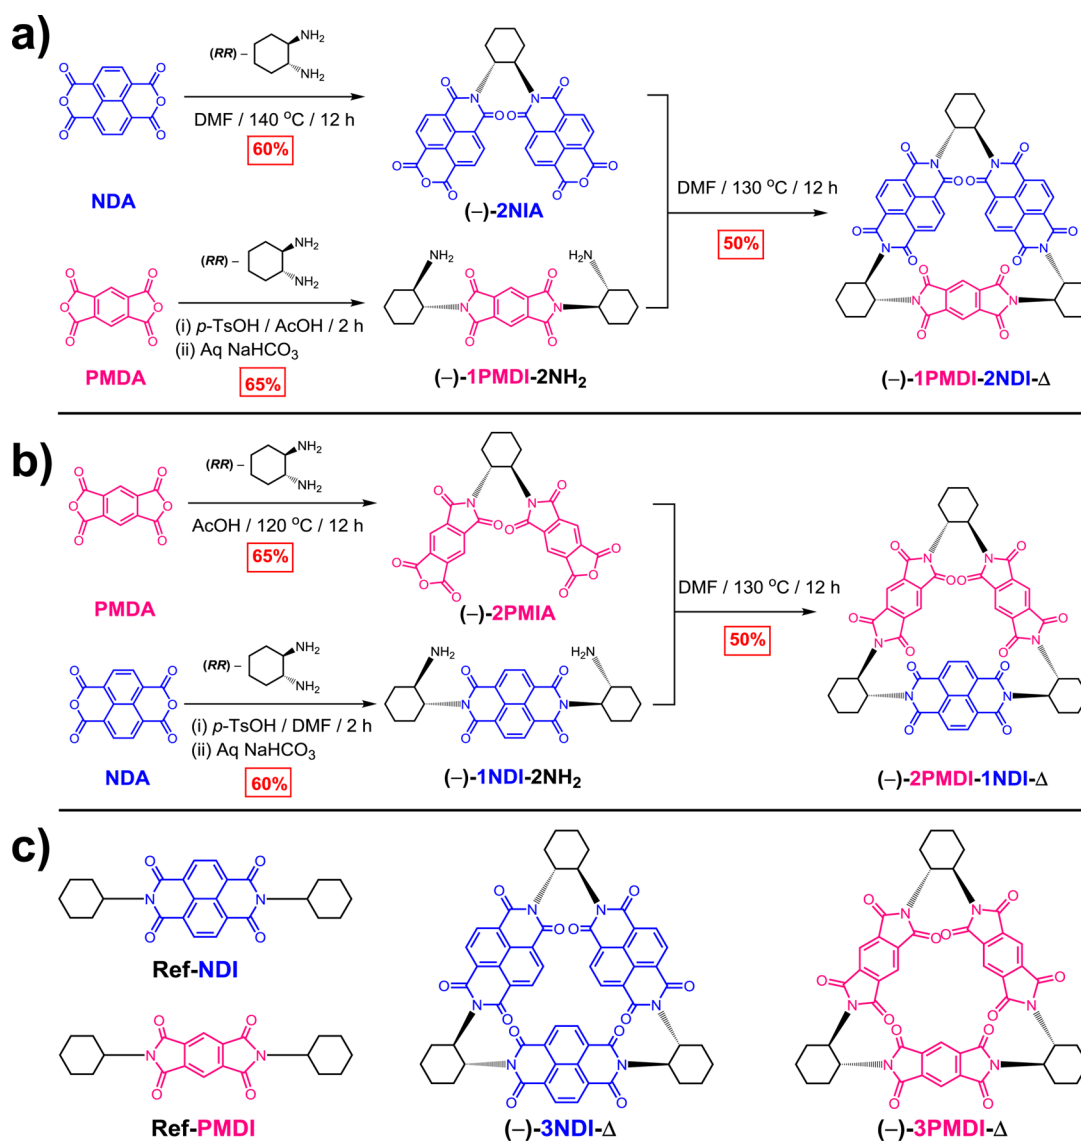 a)
(RR) –
NH2
NH2
DMF / 140 °C / 12 h
60%
NDA
(−)-2NIA
DMF / 130 °C / 12 h
50%
(RR) –
NH2
NH2
(i) p-TsOH / AcOH / 2 h
(ii) Aq NaHCO3
65%
PMDA
NH2
H2N
(−)-1PMDI-2NH2
(−)-1PMDI-2NDI-Δ
b)
(RR) –
NH2
NH2
AcOH / 120 °C / 12 h
65%
PMDA
(−)-2PMIA
DMF / 130 °C / 12 h
50%
(RR) –
NH2
NH2
(i) p-TsOH / DMF / 2 h
(ii) Aq NaHCO3
60%
NDA
H2N
H2N
(−)-1NDI-2NH2
(−)-2PMDI-1NDI-Δ
c)
Ref-NDI
Ref-PMDI
(−)-3NDI-Δ
(−)-3PMDI-Δ